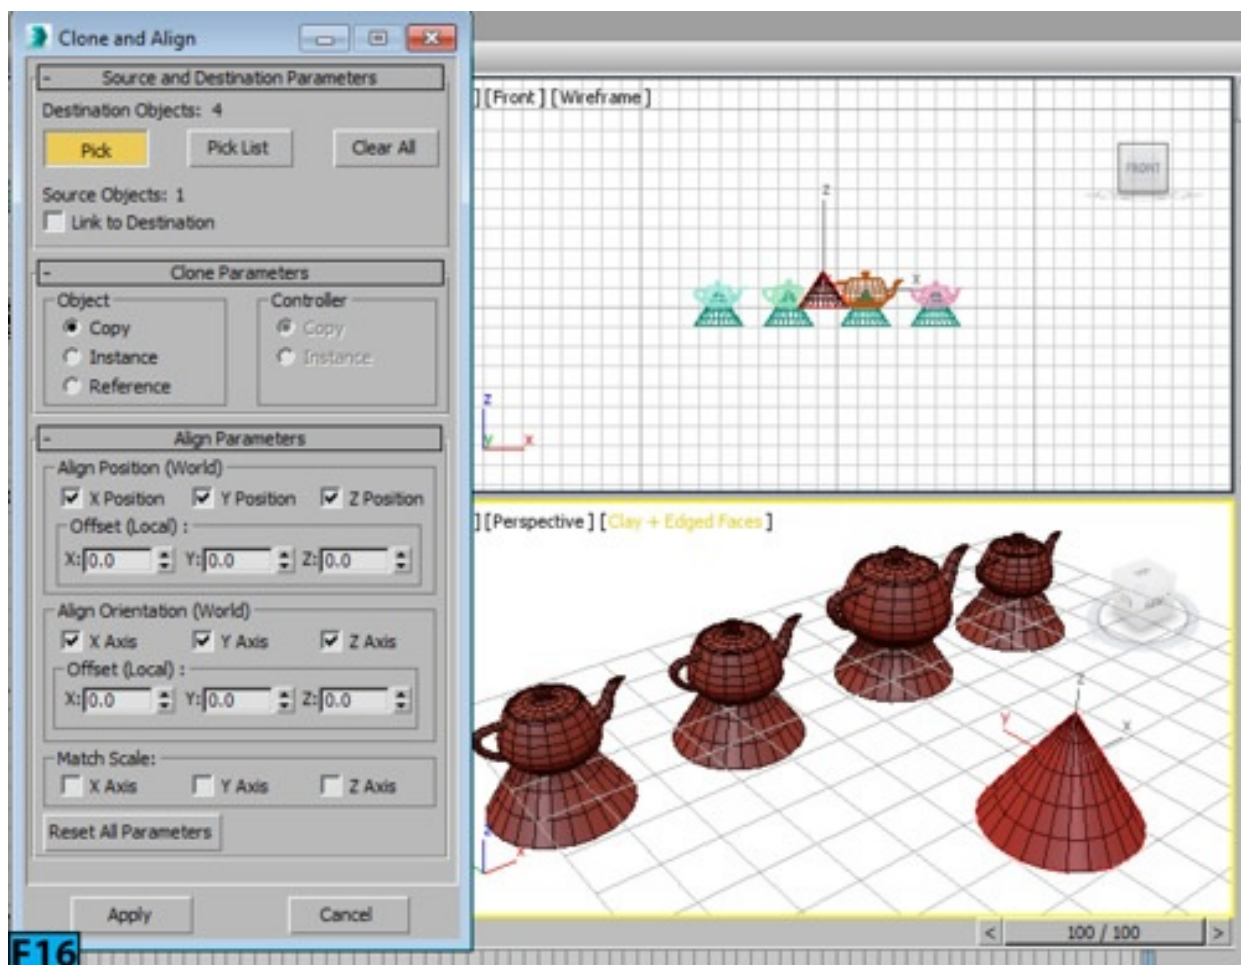 Clone and Align
Source and Destination Parameters
Destination Objects: 4
Pick Pick List Clear All
Source Objects: 1
Link to Destination
Clone Parameters
Object Controller
Copy Copy
Instance Instance
Reference
Align Parameters
Align Position (World)
X Position Y Position Z Position
Offset (Local) :
X: 0.0 Y: 0.0 Z: 0.0
Align Orientation (World)
X Axis Y Axis Z Axis
Offset (Local) :
X: 0.0 Y: 0.0 Z: 0.0
Match Scale:
X Axis Y Axis Z Axis
Reset All Parameters
Apply Cancel
F16
] [Front ] [Wireframe ]
FRONT
z
x
z
y x
] [Perspective ] [Clay + Edged Faces ]
z
y x
z
x
< 100 / 100 >